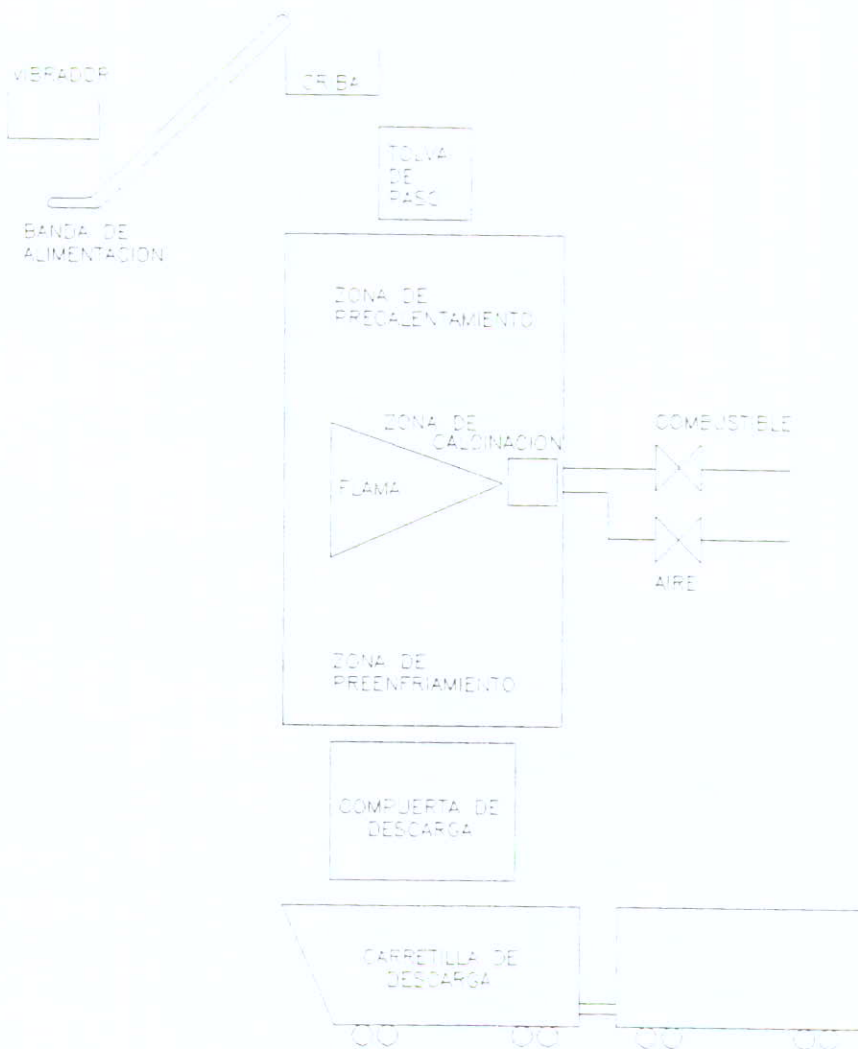 VIBRADOR
CRIBA
TOLVA
DE
PASO
BANDA DE
ALIMENTACION
ZONA DE
PRECALENTAMIENTO
ZONA DE
CALCINACION
COMBUSTIBLE
FLAMA
AIRE
ZONA DE
PREENFRIAMIENTO
COMPUERTA DE
DESCARGA
CARRETILLA DE
DESCARGA